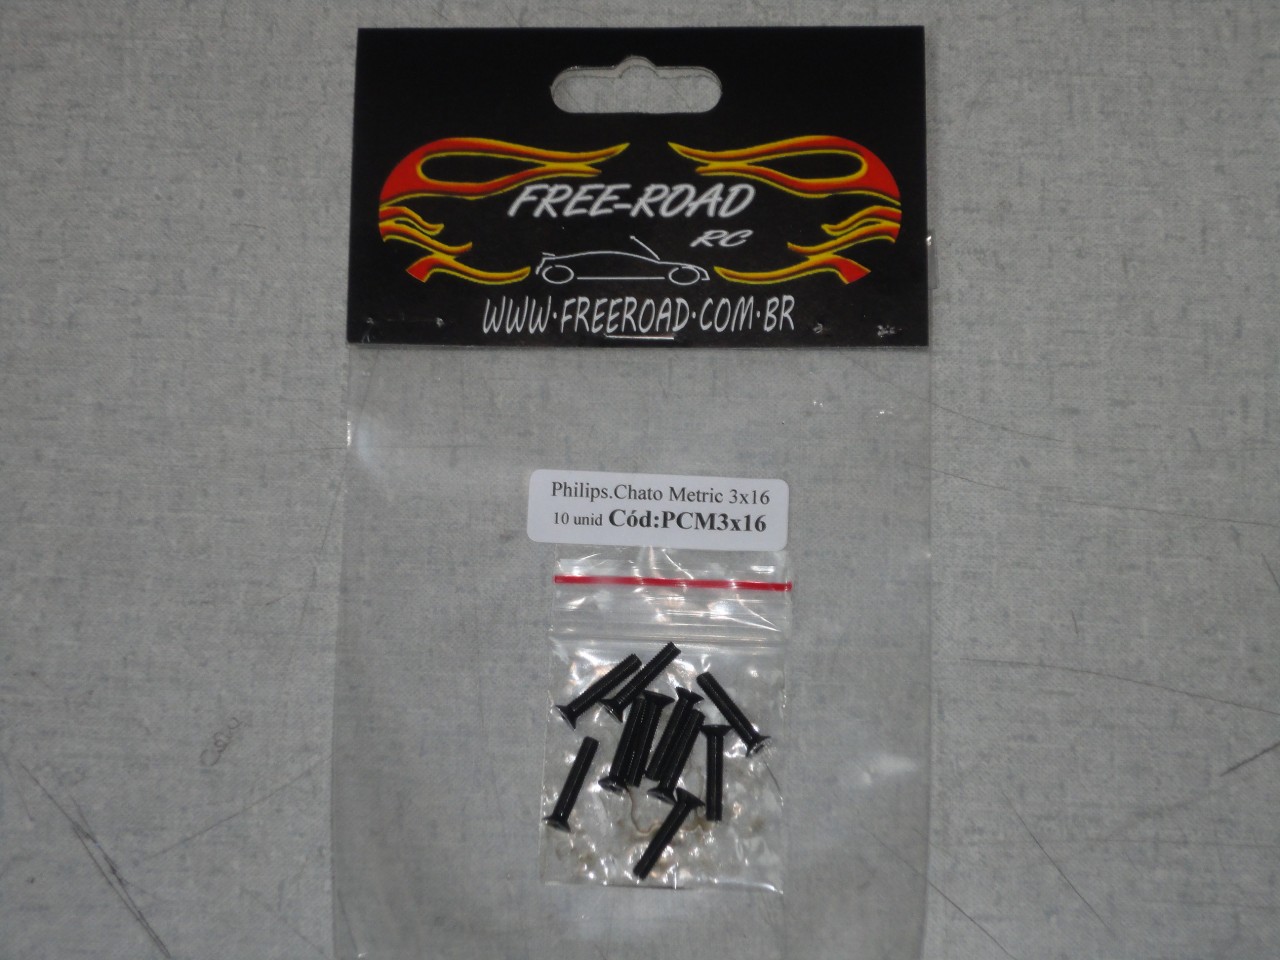 FREE-ROAD
RC
WWW.FREEROAD.COM.BR
Philips.Chato Metric 3x16
10 unid Cód:PCM3x16